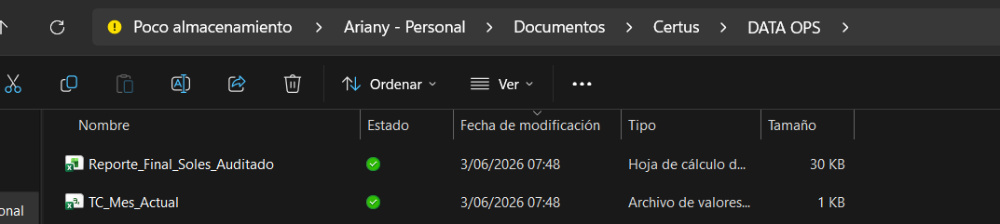 Poco almacenamiento > Ariany - Personal > Documentos > Certus > DATA OPS >
Ordenar Ver
Nombre Estado Fecha de modificación Tipo Tamaño
Reporte_Final_Soles_Auditado 3/06/2026 07:48 Hoja de cálculo d... 30 KB
TC_Mes_Actual 3/06/2026 07:48 Archivo de valores... 1 KB
onal